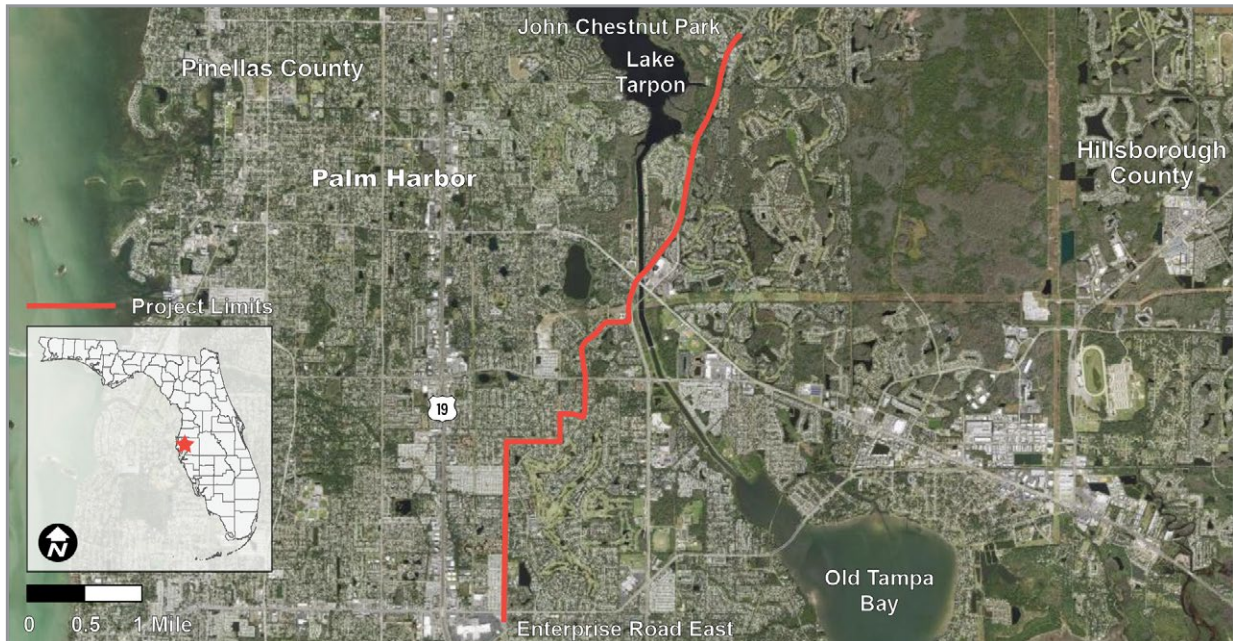 John Chestnut Park
Lake
Tarpon
Pinellas County
Hillsborough
County
Palm Harbor
Project Limits
19
N
0 0.5 1 Mile
Old Tampa
Bay
Enterprise Road East